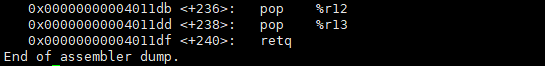 0x00000000004011db <+236>: pop %r12
0x00000000004011dd <+238>: pop %r13
0x00000000004011df <+240>: retq
End of assembler dump.